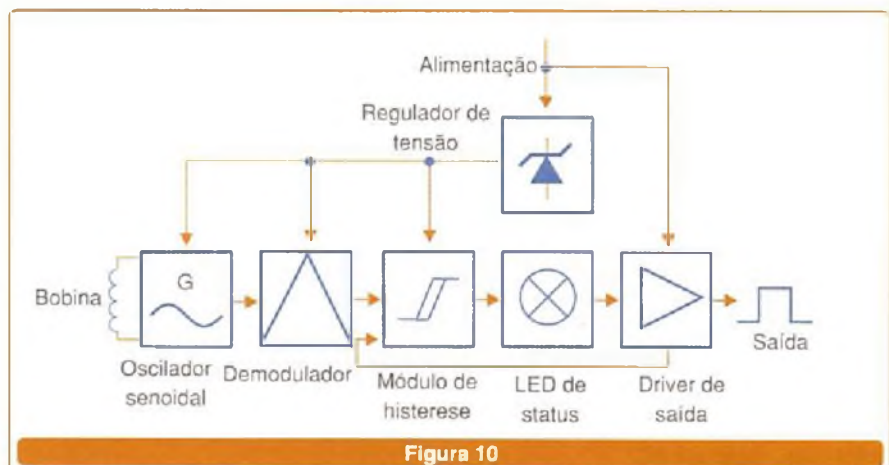 Alimentação
Regulador de
tensão
G
Bobina
Oscilador
senoidal
Demodulador
Módulo de
histerese
LED de
status
Driver de
saída
Saída
Figura 10